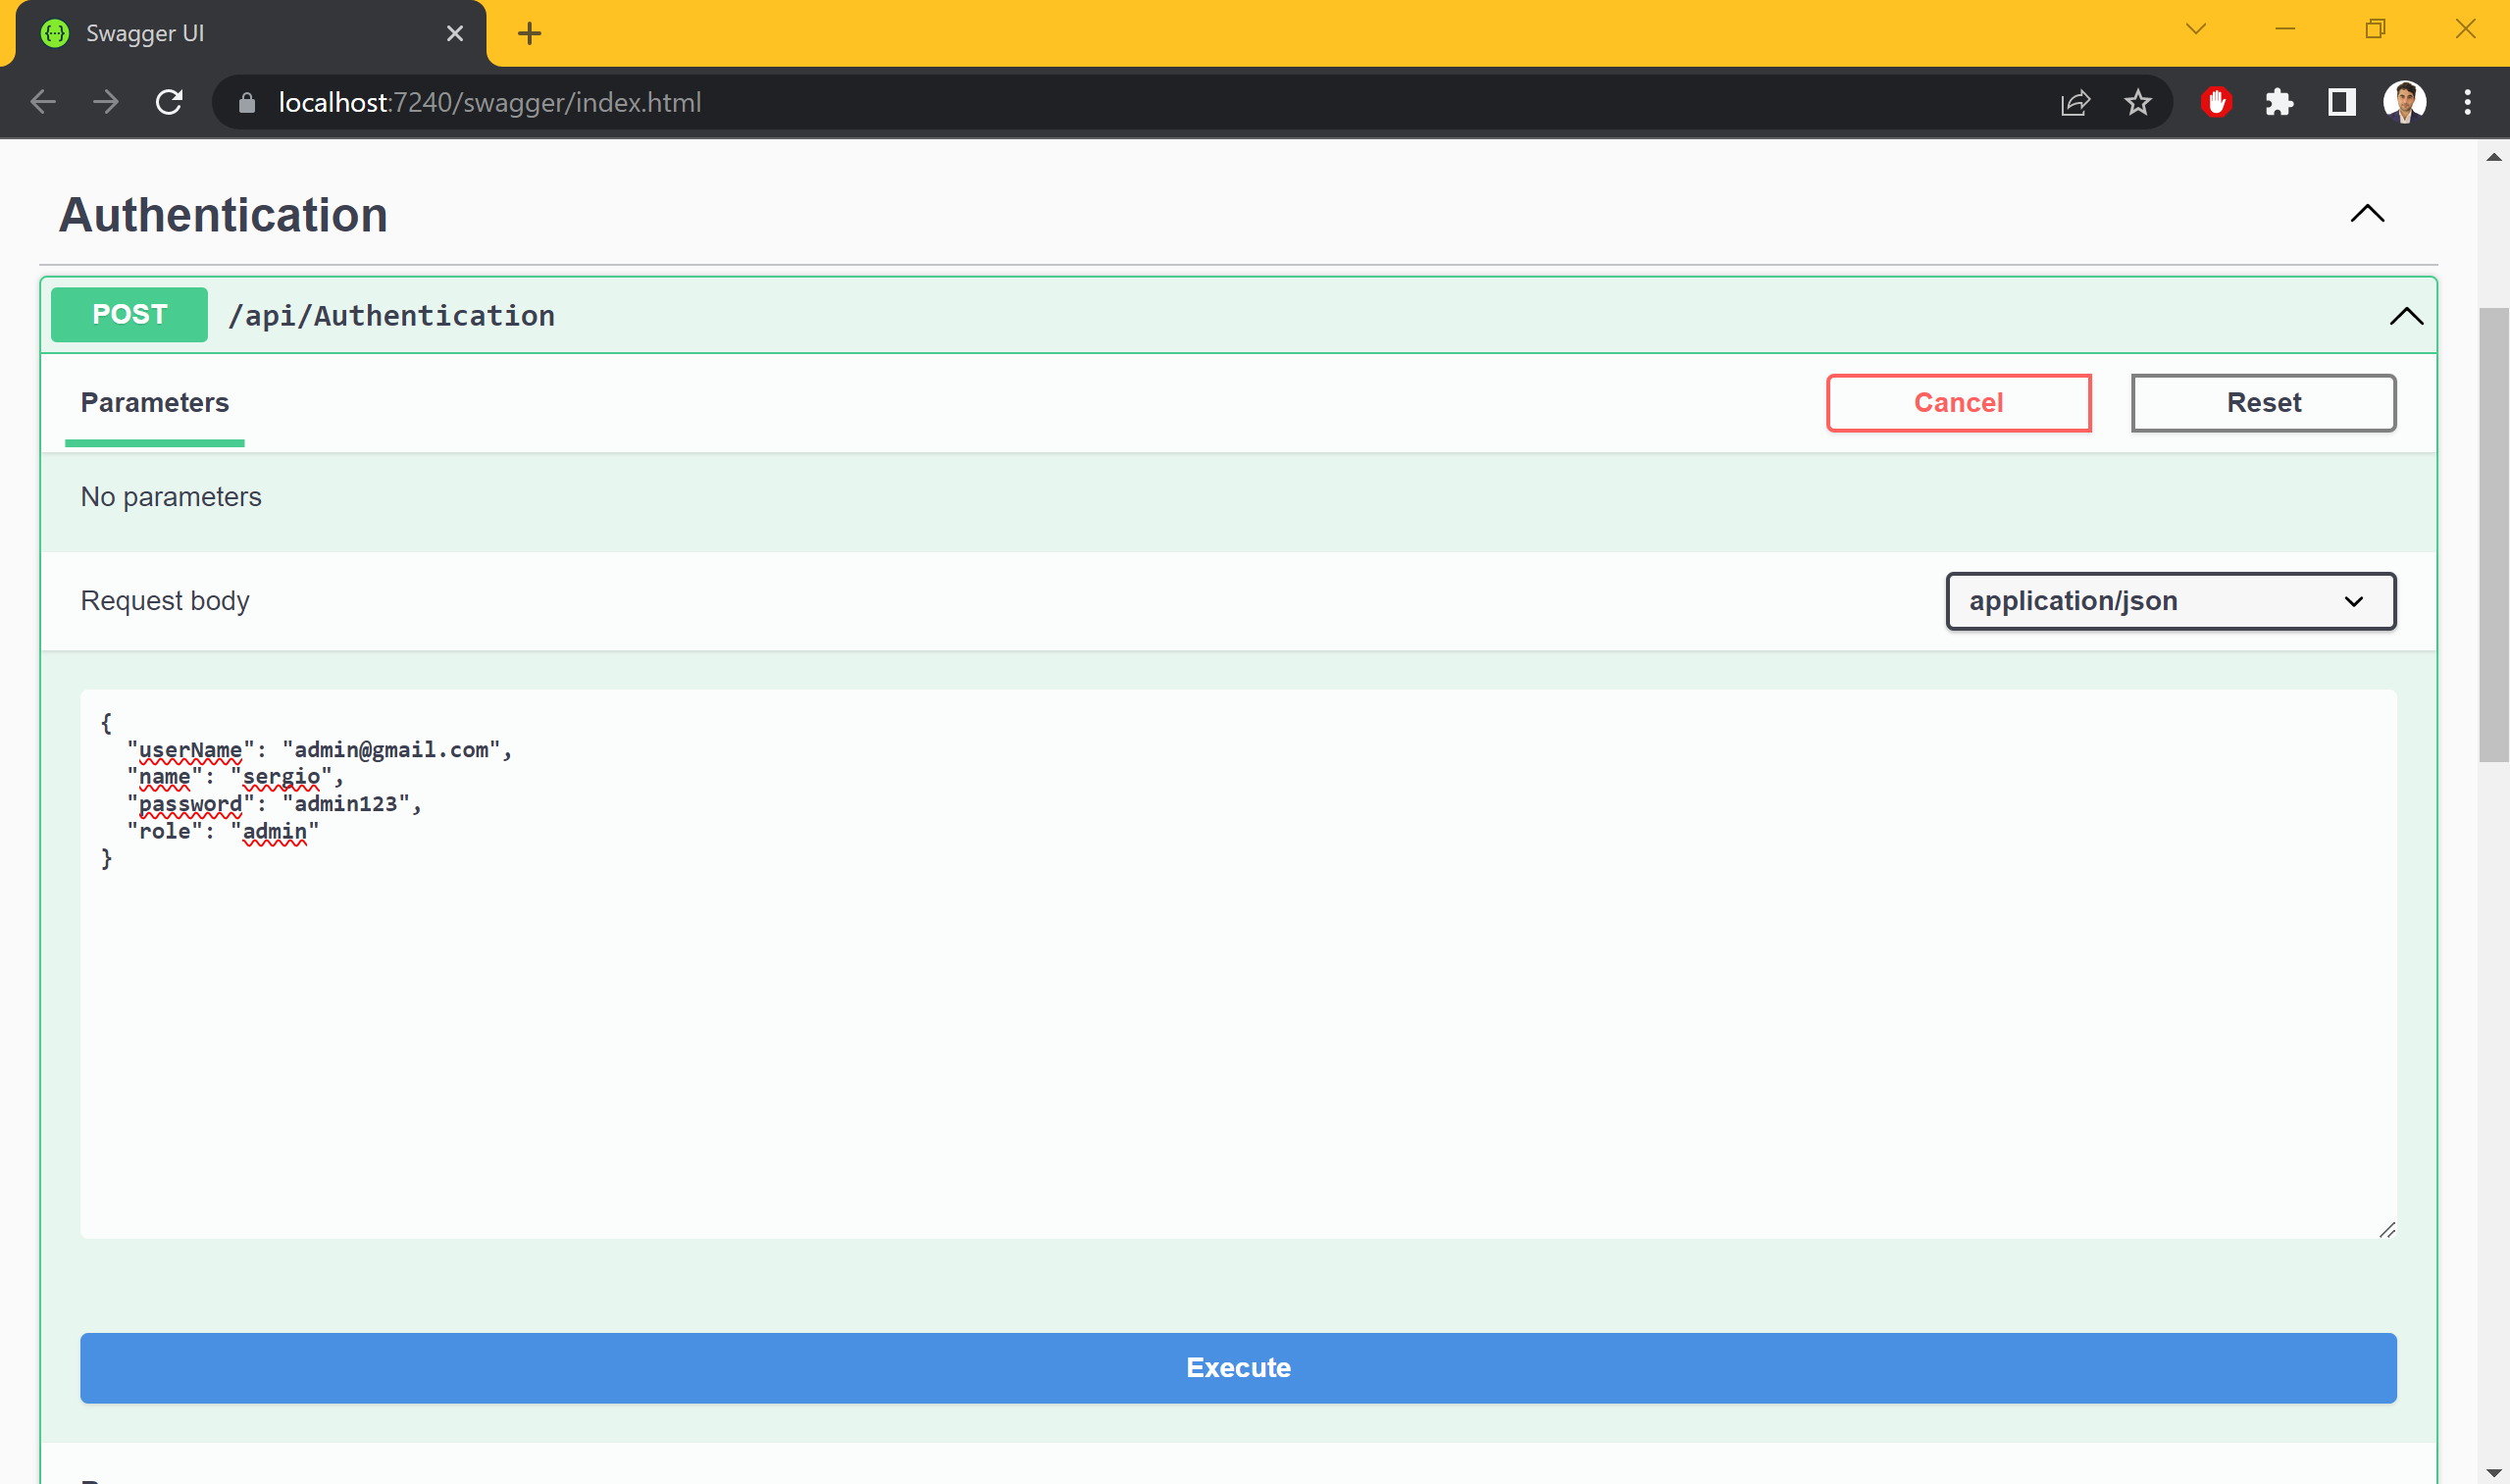 Swagger UI
localhost:7240/swagger/index.html
Authentication
POST /api/Authentication
Parameters
Cancel
Reset
No parameters
Request body
application/json
{
"userName": "admin@gmail.com",
"name": "sergio",
"password": "admin123",
"role": "admin"
}
Execute